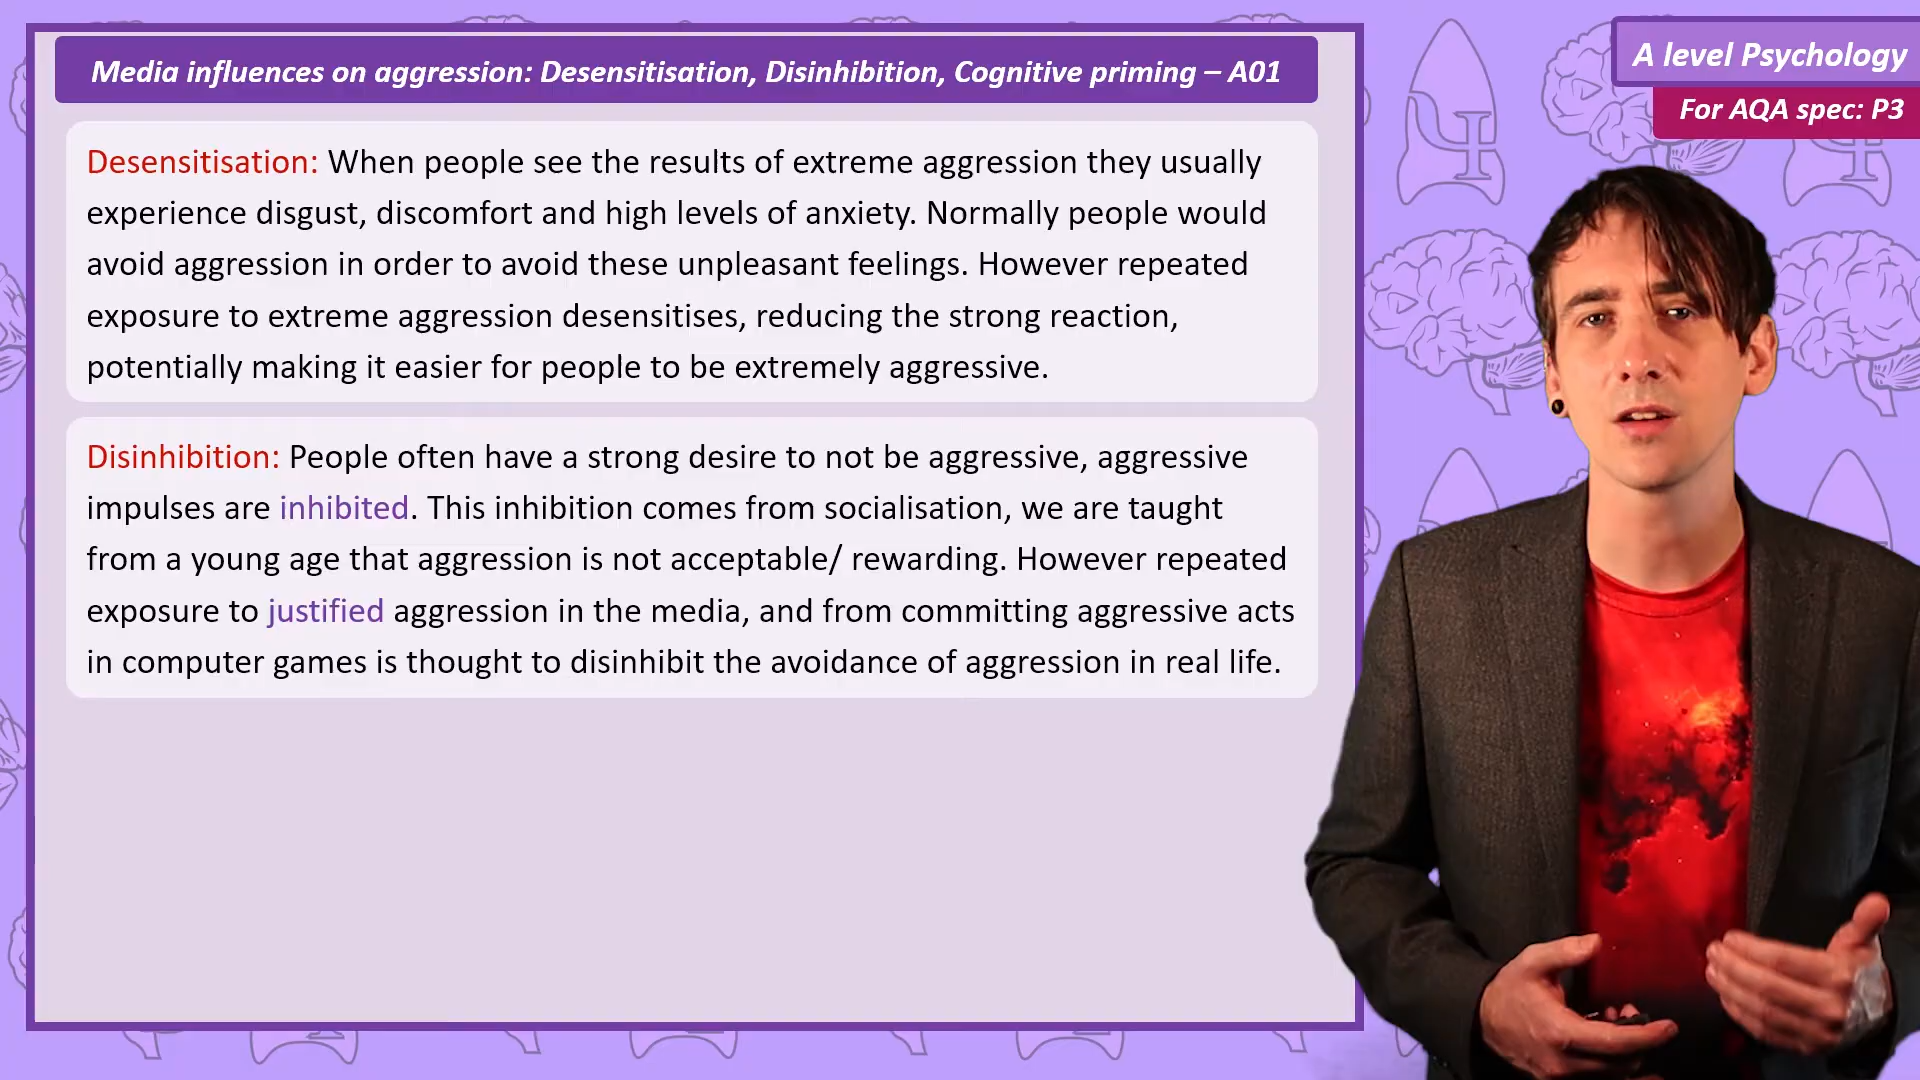 Media influences on aggression: Desensitisation, Disinhibition, Cognitive priming – A01
A level Psychology
For AQA spec: P3
Desensitisation: When people see the results of extreme aggression they usually
experience disgust, discomfort and high levels of anxiety. Normally people would
avoid aggression in order to avoid these unpleasant feelings. However repeated
exposure to extreme aggression desensitises, reducing the strong reaction,
potentially making it easier for people to be extremely aggressive.
Disinhibition: People often have a strong desire to not be aggressive, aggressive
impulses are inhibited. This inhibition comes from socialisation, we are taught
from a young age that aggression is not acceptable/ rewarding. However repeated
exposure to justified aggression in the media, and from committing aggressive acts
in computer games is thought to disinhibit the avoidance of aggression in real life.